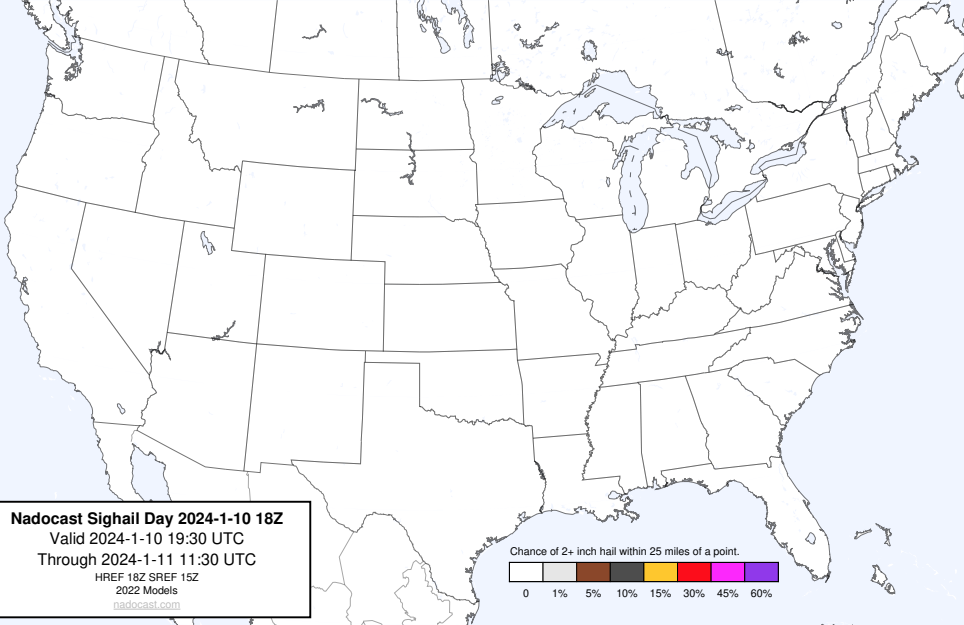 Nadocast Sighail Day 2024-1-10 18Z
Valid 2024-1-10 19:30 UTC
Through 2024-1-11 11:30 UTC
HREF 18Z SREF 15Z
2022 Models
nadocast.com
Chance of 2+ inch hail within 25 miles of a point.
0 1% 5% 10% 15% 30% 45% 60%